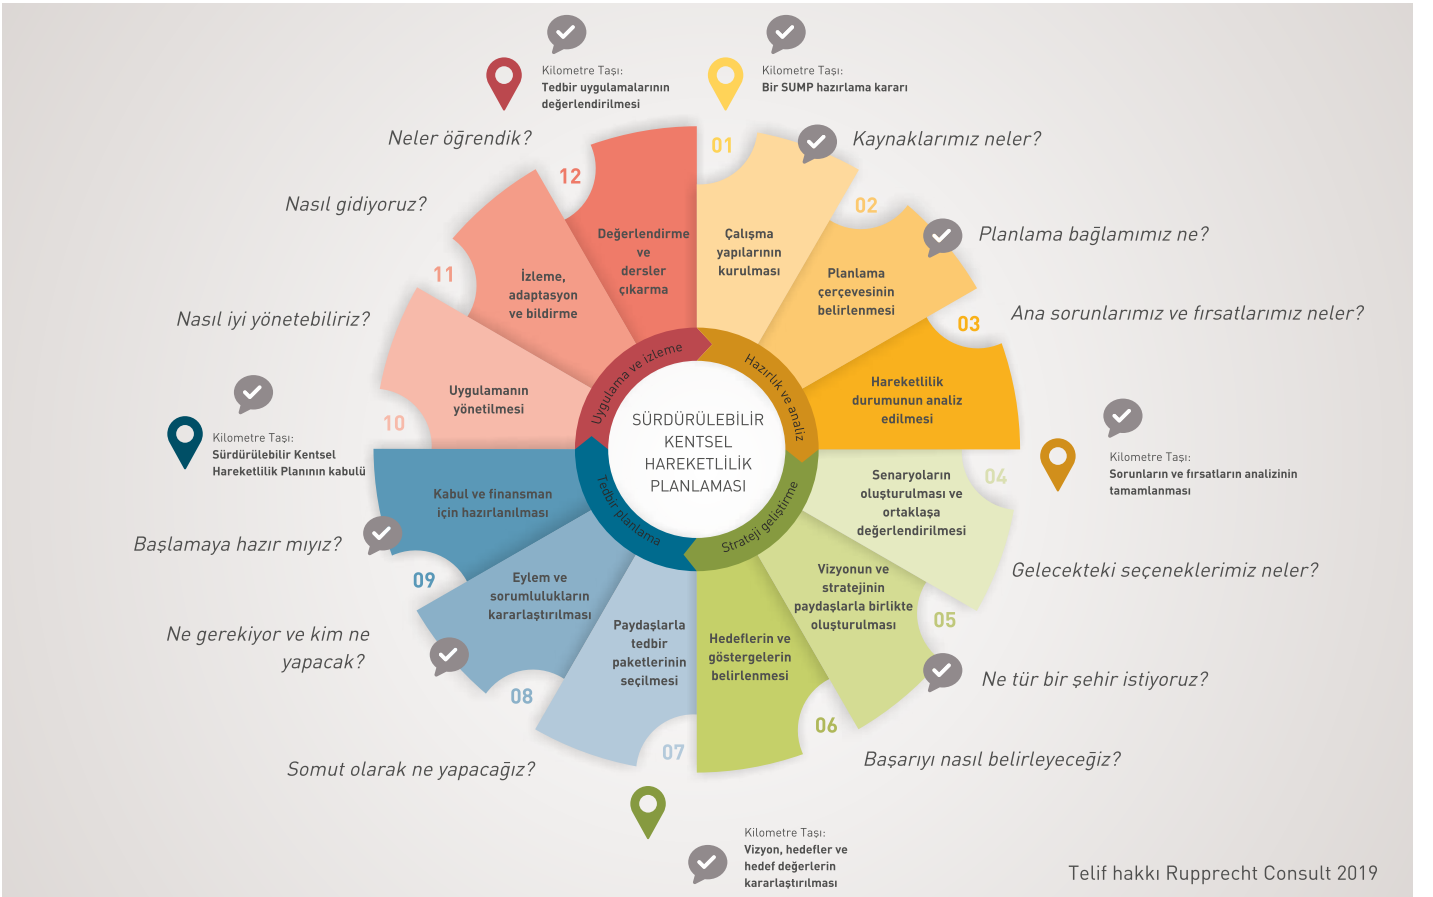 Kilometre Taşı:
Tedbir uygulamalarının
değerlendirilmesi
Kilometre Taşı:
Bir SUMP hazırlama kararı
Neler öğrendik?
Kaynaklarımız neler?
01
12
Nasıl gidiyoruz?
02
Planlama bağlamımız ne?
Değerlendirme
ve
dersler
çıkarma
Çalışma
yapılarının
kurulması
11
İzleme,
adaptasyon
ve bildirme
Planlama
çerçevesinin
belirlenmesi
Nasıl iyi yönetebiliriz?
03
Ana sorunlarımız ve fırsatlarımız neler?
Uygulamanın
yönetilmesi
Hareketlilik
durumunun analiz
edilmesi
10
Uygulama ve izleme
Hazırlık ve analiz
SÜRDÜRÜLEBİLİR
KENTSEL
HAREKETLİLİK
PLANLAMASI
Tedbir planlama
Strateji geliştirme
Kilometre Taşı:
Sürdürülebilir Kentsel
Hareketlilik Planının kabulü
Kilometre Taşı:
Sorunların ve fırsatların analizinin
tamamlanması
Kabul ve finansman
için hazırlanılması
Senaryoların
oluşturulması ve
ortaklaşa
değerlendirilmesi
04
Başlamaya hazır mıyız?
09
Gelecekteki seçeneklerimiz neler?
Eylem ve
sorumlulukların
kararlaştırılması
Vizyonun ve
stratejinin
paydaşlarla birlikte
oluşturulması
05
Ne gerekiyor ve kim ne
yapacak?
Paydaşlarla
tedbir
paketlerinin
seçilmesi
Hedeflerin ve
göstergelerin
belirlenmesi
Ne tür bir şehir istiyoruz?
08
06
07
Somut olarak ne yapacağız?
Başarıyı nasıl belirleyeceğiz?
Kilometre Taşı:
Vizyon, hedefler ve
hedef değerlerin
kararlaştırılması
Telif hakkı Rupprecht Consult 2019